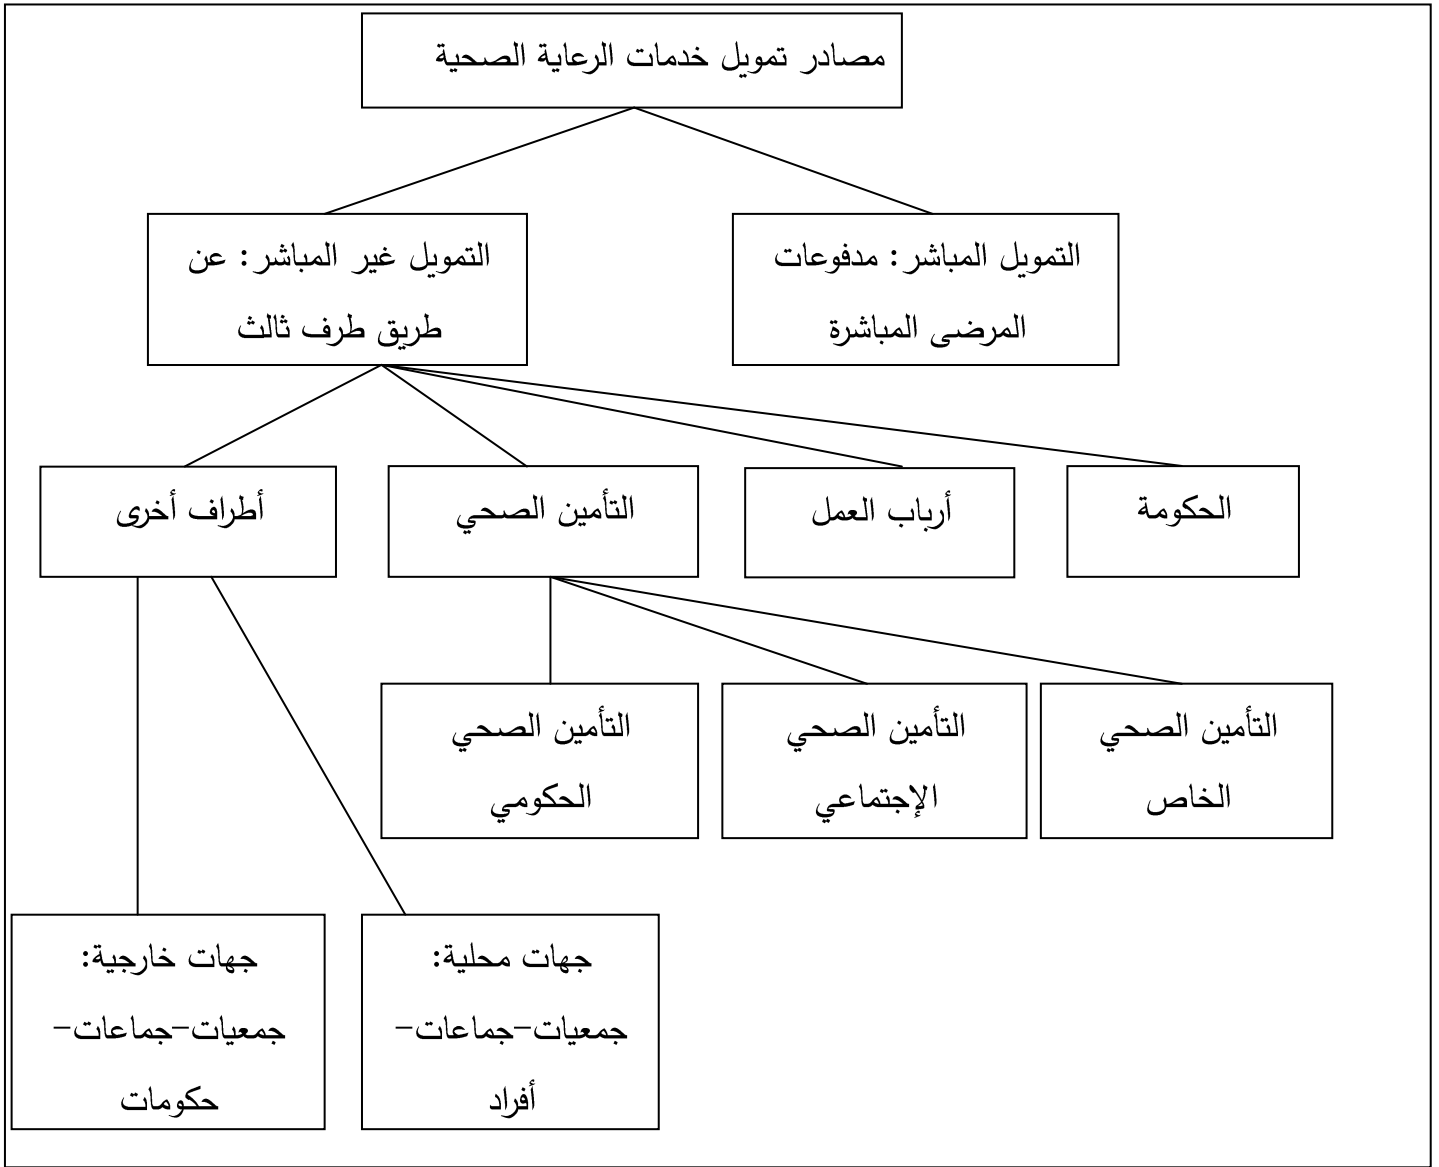 مصادر تمويل خدمات الرعاية الصحية
التمويل المباشر: مدفوعات
المرضى المباشرة
التمويل غير المباشر: عن
طريق طرف ثالث
الحكومة
أرباب العمل
التأمين الصحي
أطراف أخرى
التأمين الصحي
الخاص
التأمين الصحي
الإجتماعي
التأمين الصحي
الحكومي
جهات محلية:
جمعيات-جماعات-
أفراد
جهات خارجية:
جمعيات-جماعات-
حكومات